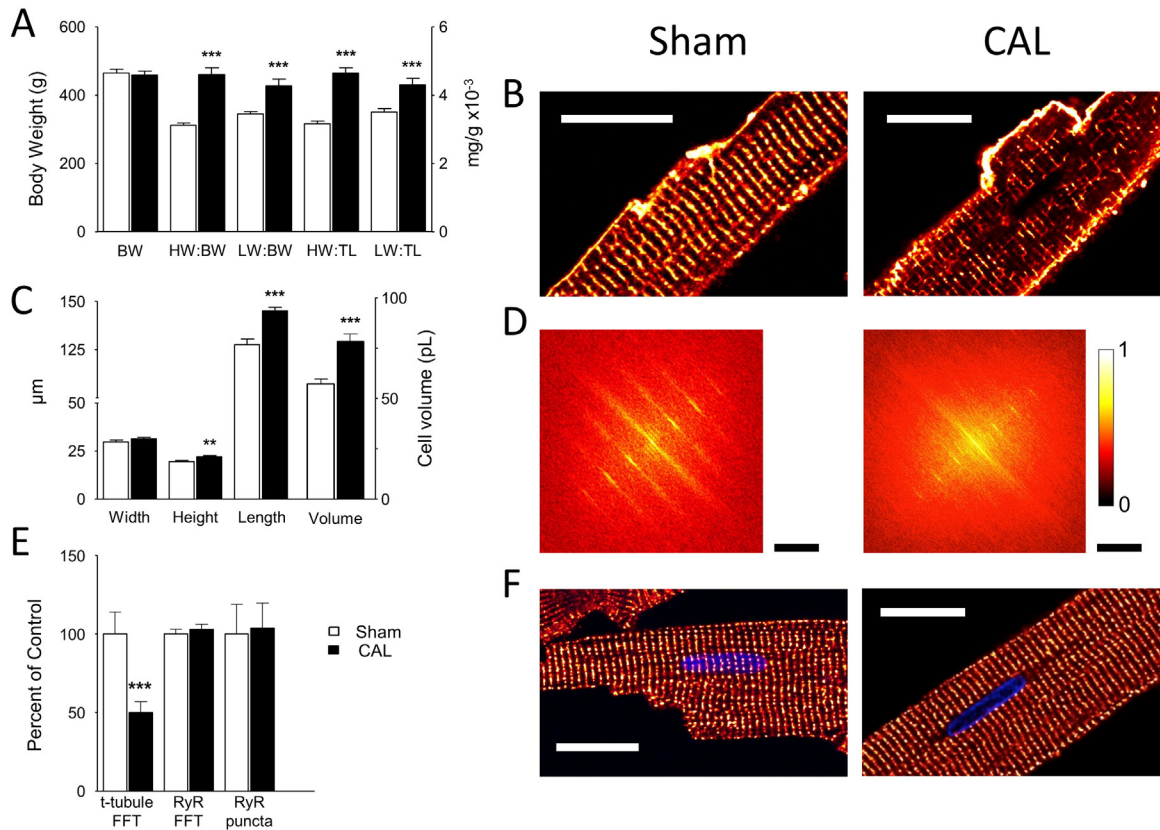 A
600
400
200
0
Body Weight (g)
6
4
2
0
mg/g x10-3
*** *** *** ***
BW HW:BW LW:BW HW:TL LW:TL
Sham CAL
B
C
150
125
50
25
0
µm
100
50
0
Cell volume (pL)
** *** ***
Width Height Length Volume
D
1
0
E
150
100
50
0
Percent of Control
***
Sham
CAL
t-tubule RyR RyR
FFT FFT puncta
F